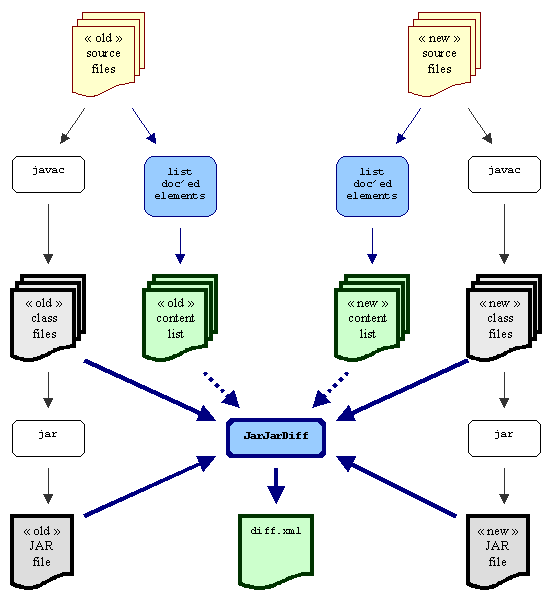 « old »
source
files
« new »
source
files
javac
list
doc´ed
elements
list
doc´ed
elements
javac
« old »
class
files
« old »
content
list
« new »
content
list
« new »
class
files
jar
JarJarDiff
jar
« old »
JAR
file
diff.xml
« new »
JAR
file